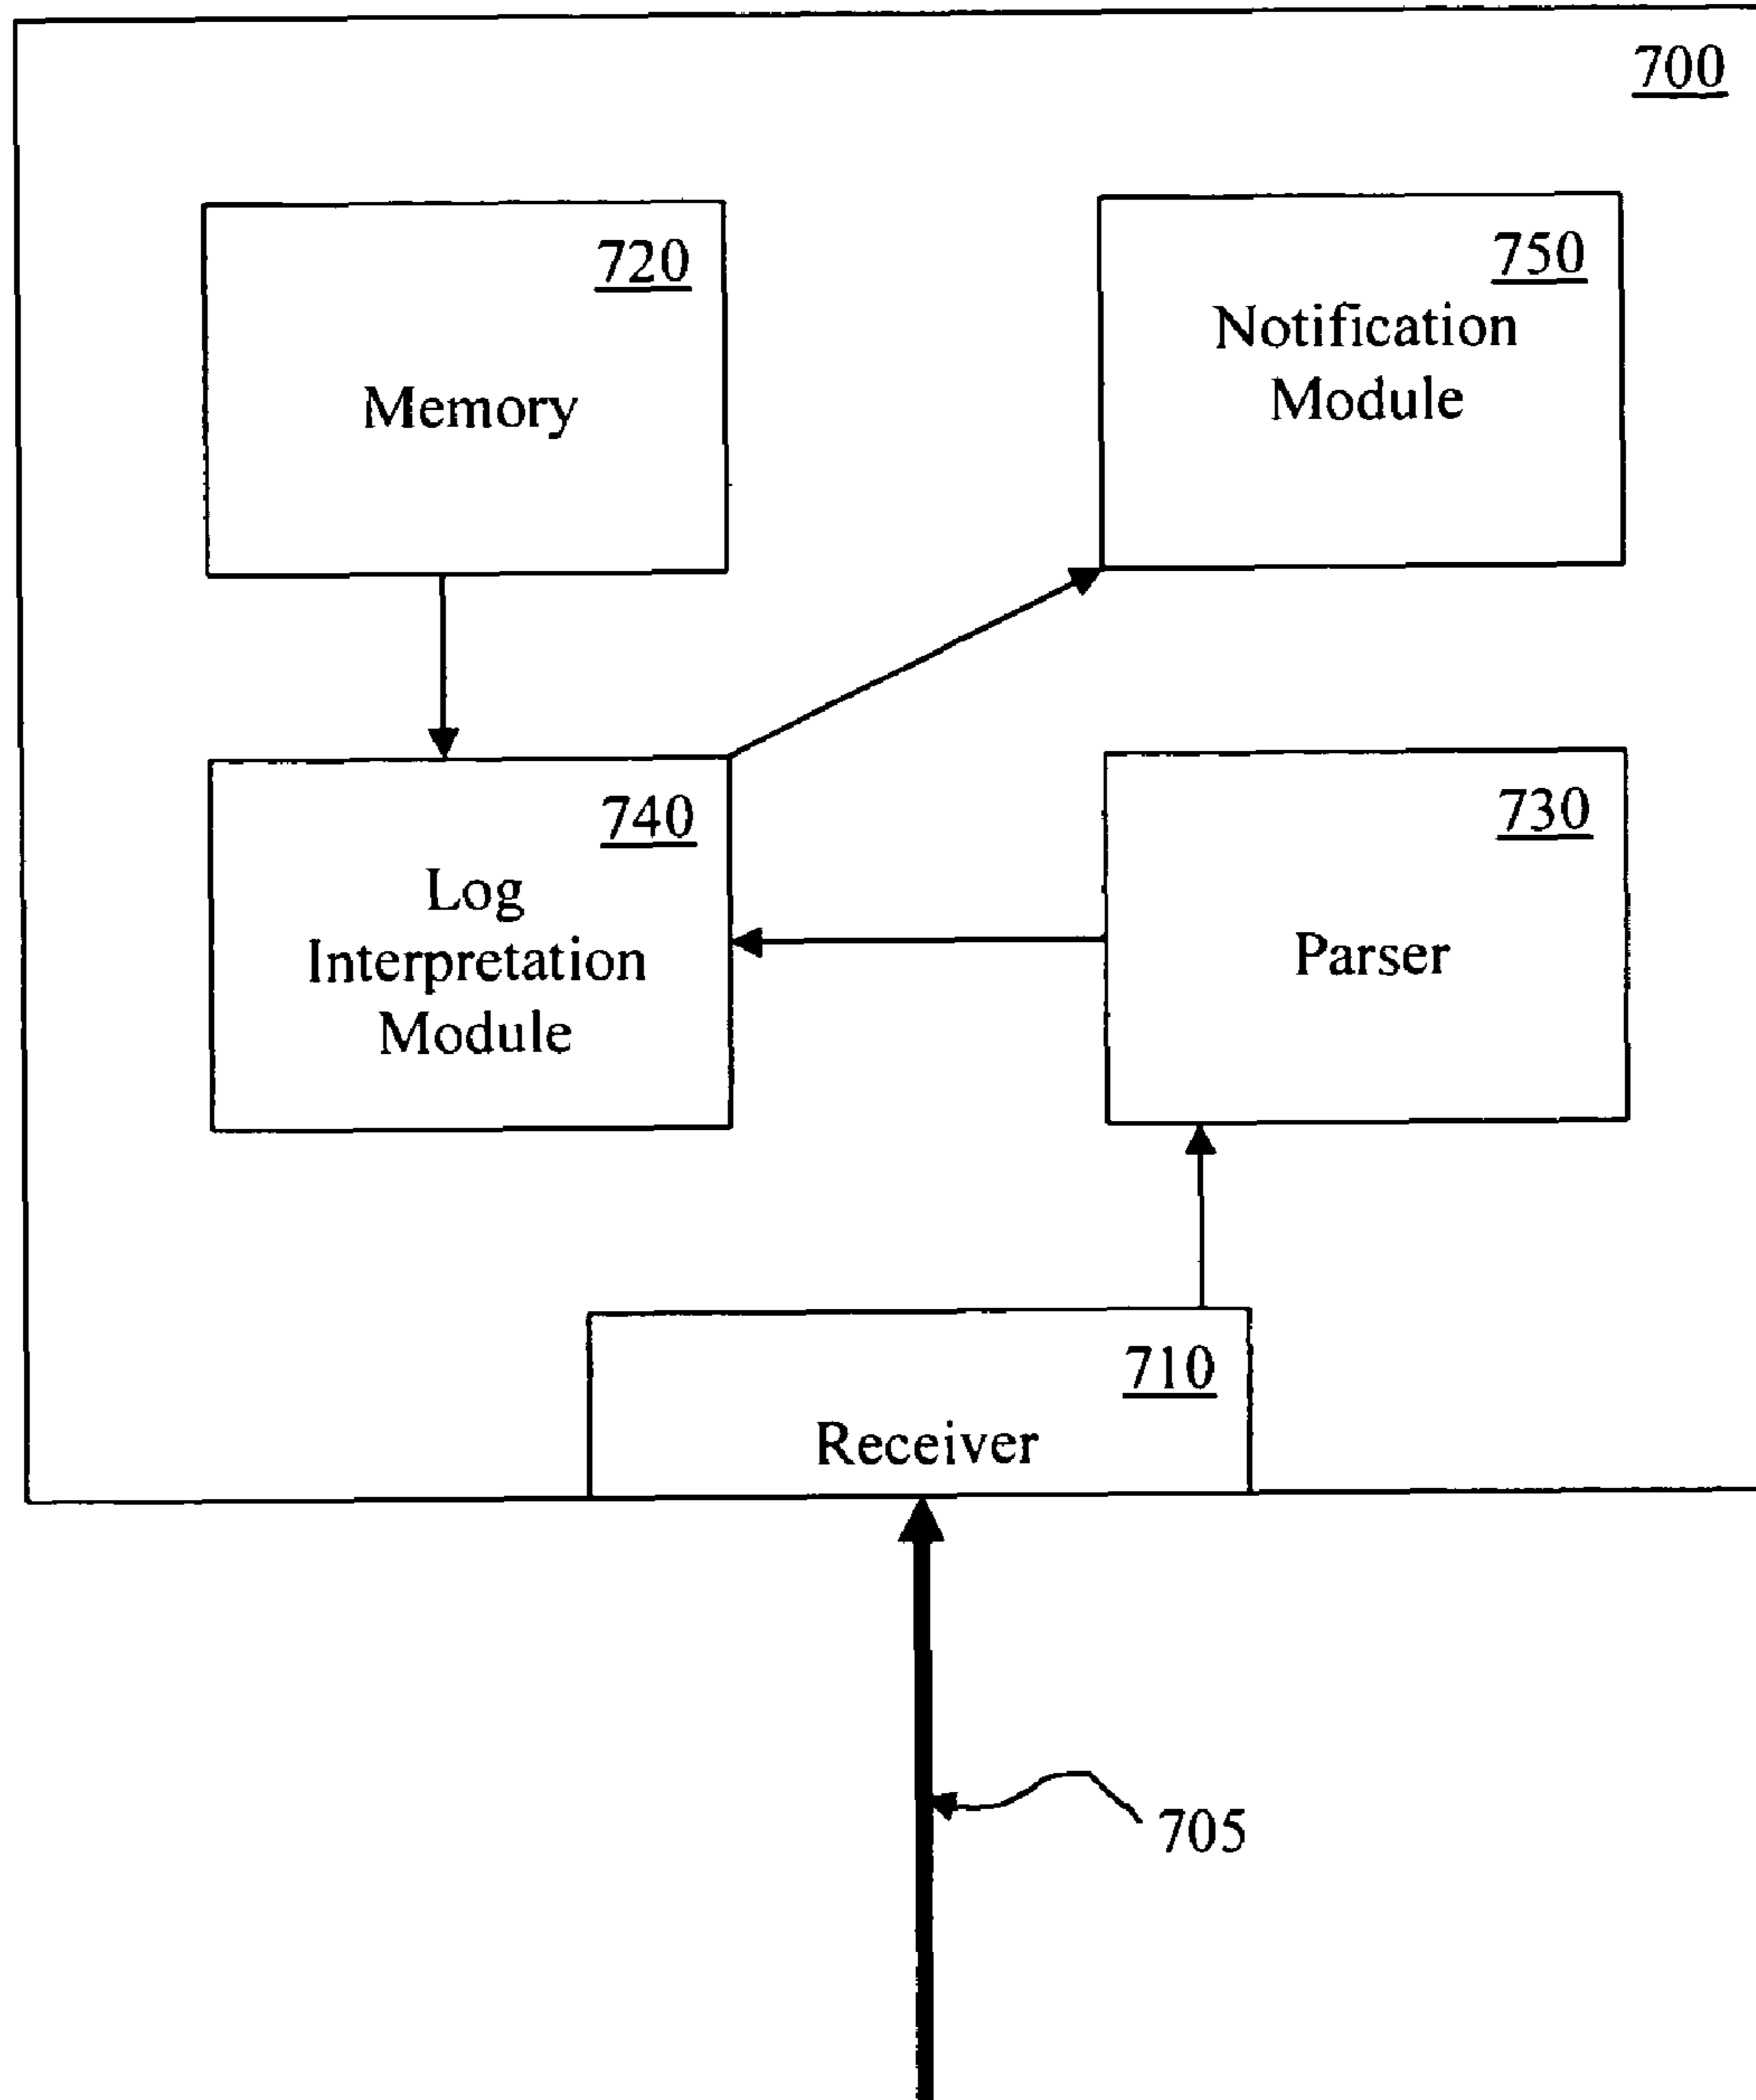 700
720
Memory
750
Notification
Module
740
Log
Interpretation
Module
730
Parser
710
Receiver
705